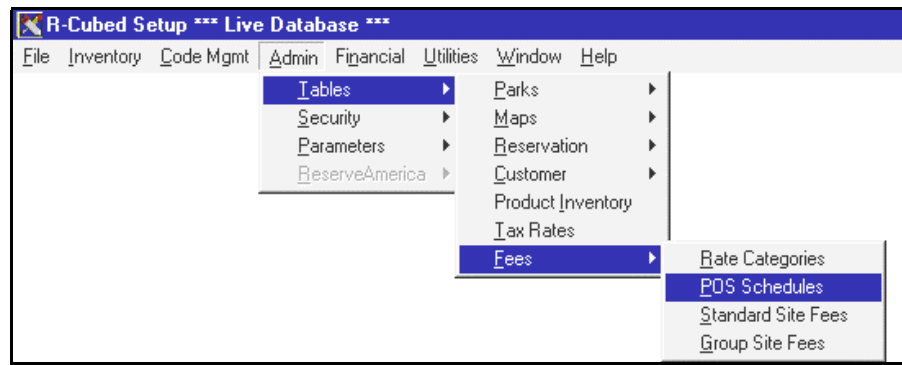 R-Cubed Setup *** Live Database ***
File Inventory Code Mgmt Admin Financial Utilities Window Help
Tables
Security
Parameters
ReserveAmerica
Parks
Maps
Reservation
Customer
Product Inventory
Tax Rates
Fees
Rate Categories
POS Schedules
Standard Site Fees
Group Site Fees